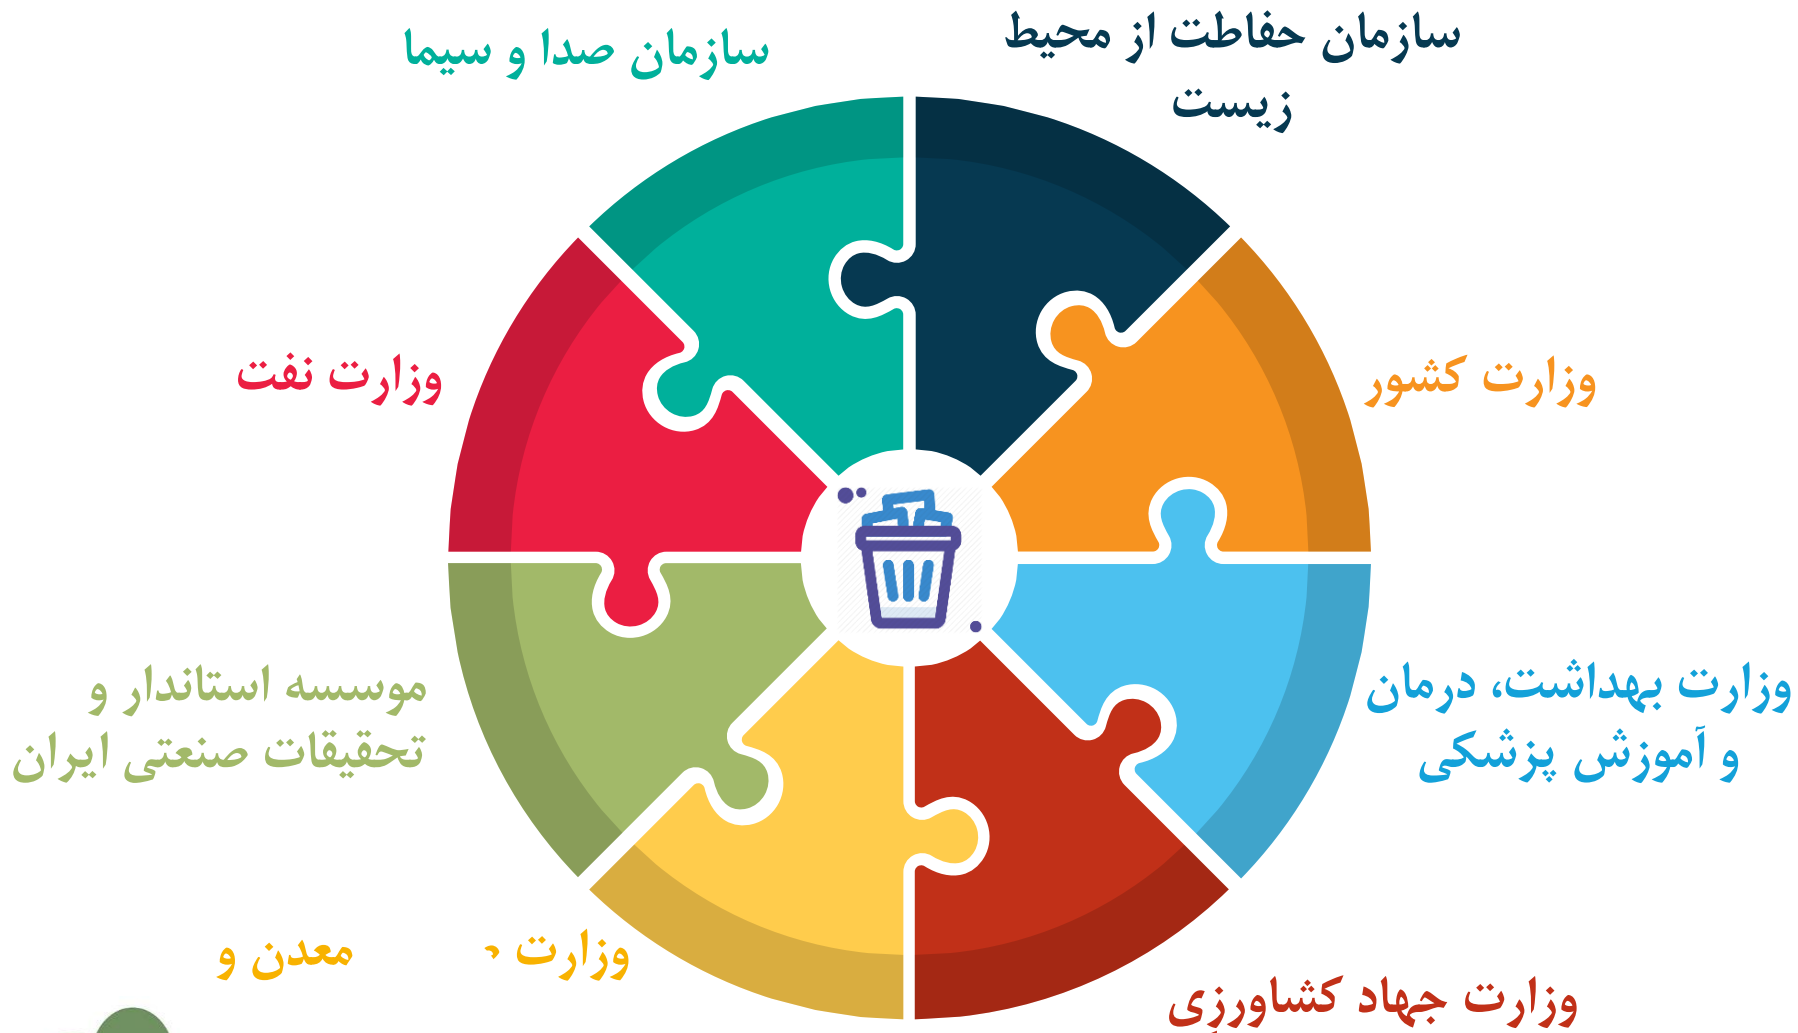 سازمان صدا و سیما
سازمان حفاطت از محیط
زیست
وزارت نفت
وزارت کشور
موسسه استاندار و
تحقیقات صنعتی ایران
وزارت بهداشت، درمان
و آموزش پزشکی
وزارت معدن و
وزارت جهاد کشاورزی